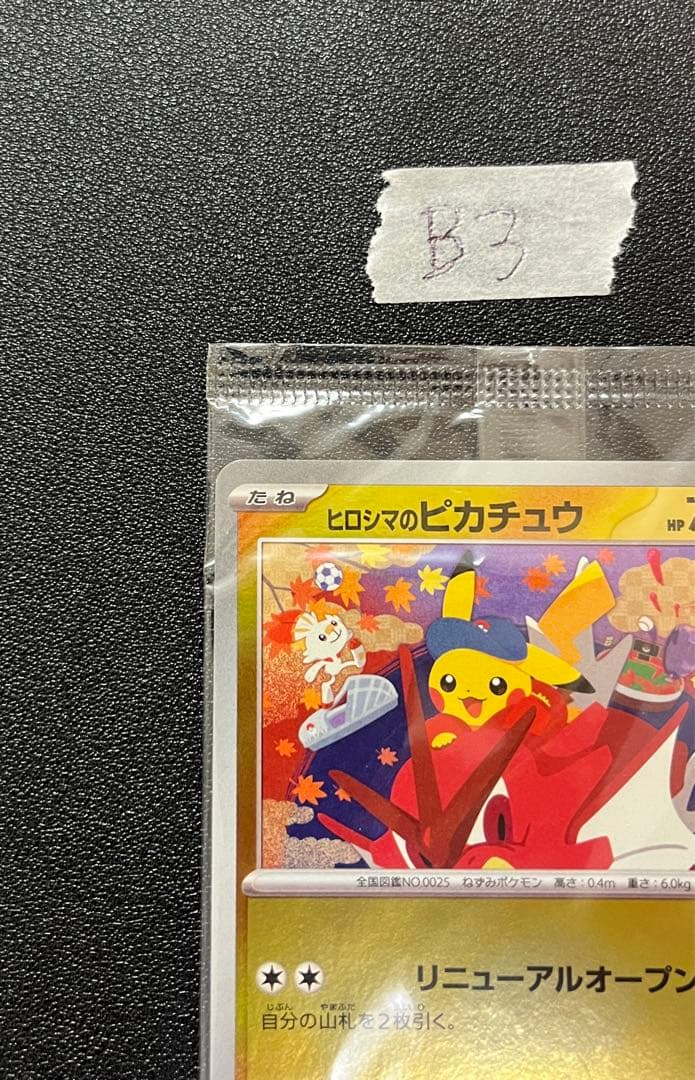 B3
たね
ヒロシマのピカチュウ
HP
全国図鑑NO.0025 ねずみポケモン 高さ:0.4m 重さ:6.0kg
リニューアルオープン
じぶん やまふだ まい ひ
自分の山札を2枚引く。